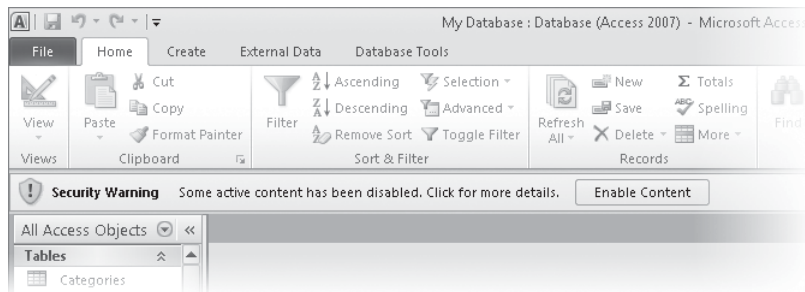 A
My Database : Database (Access 2007) - Microsoft Access
File Home Create External Data Database Tools
View
Views
Paste
Cut
Copy
Format Painter
Clipboard
Filter
Ascending
Descending
Remove Sort
Selection
Advanced
Toggle Filter
Sort & Filter
Refresh
All
New
Save
Delete
Totals
Spelling
More
Records
Find
Security Warning Some active content has been disabled. Click for more details. Enable Content
All Access Objects
Tables
Categories